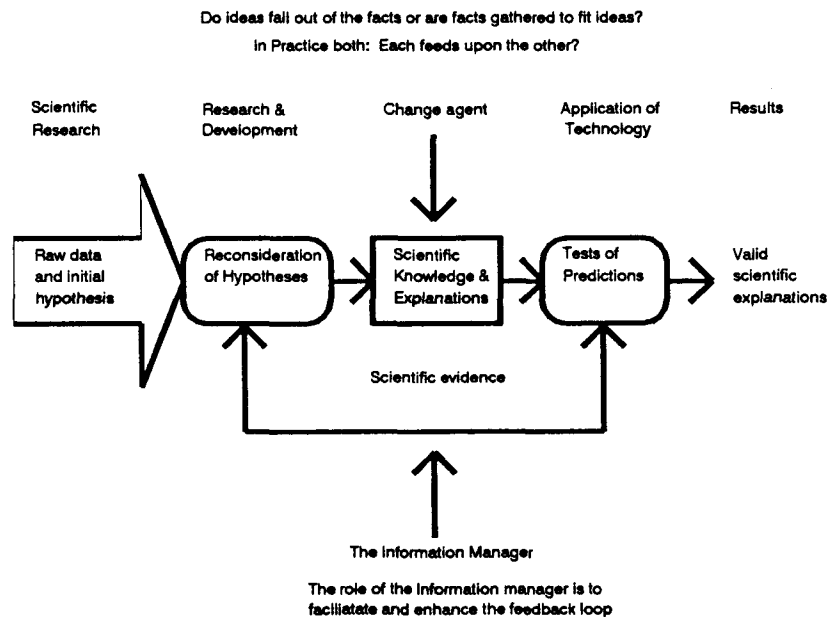 Do ideas fall out of the facts or are facts gathered to fit ideas?
In Practice both: Each feeds upon the other?
Scientific
Research
Research &
Development
Change agent
Application of
Technology
Results
Raw data
and initial
hypothesis
Reconsideration
of Hypotheses
Scientific
Knowledge &
Explanations
Tests of
Predictions
Valid
scientific
explanations
Scientific evidence
The Information Manager
The role of the Information manager is to
faciliatate and enhance the feedback loop